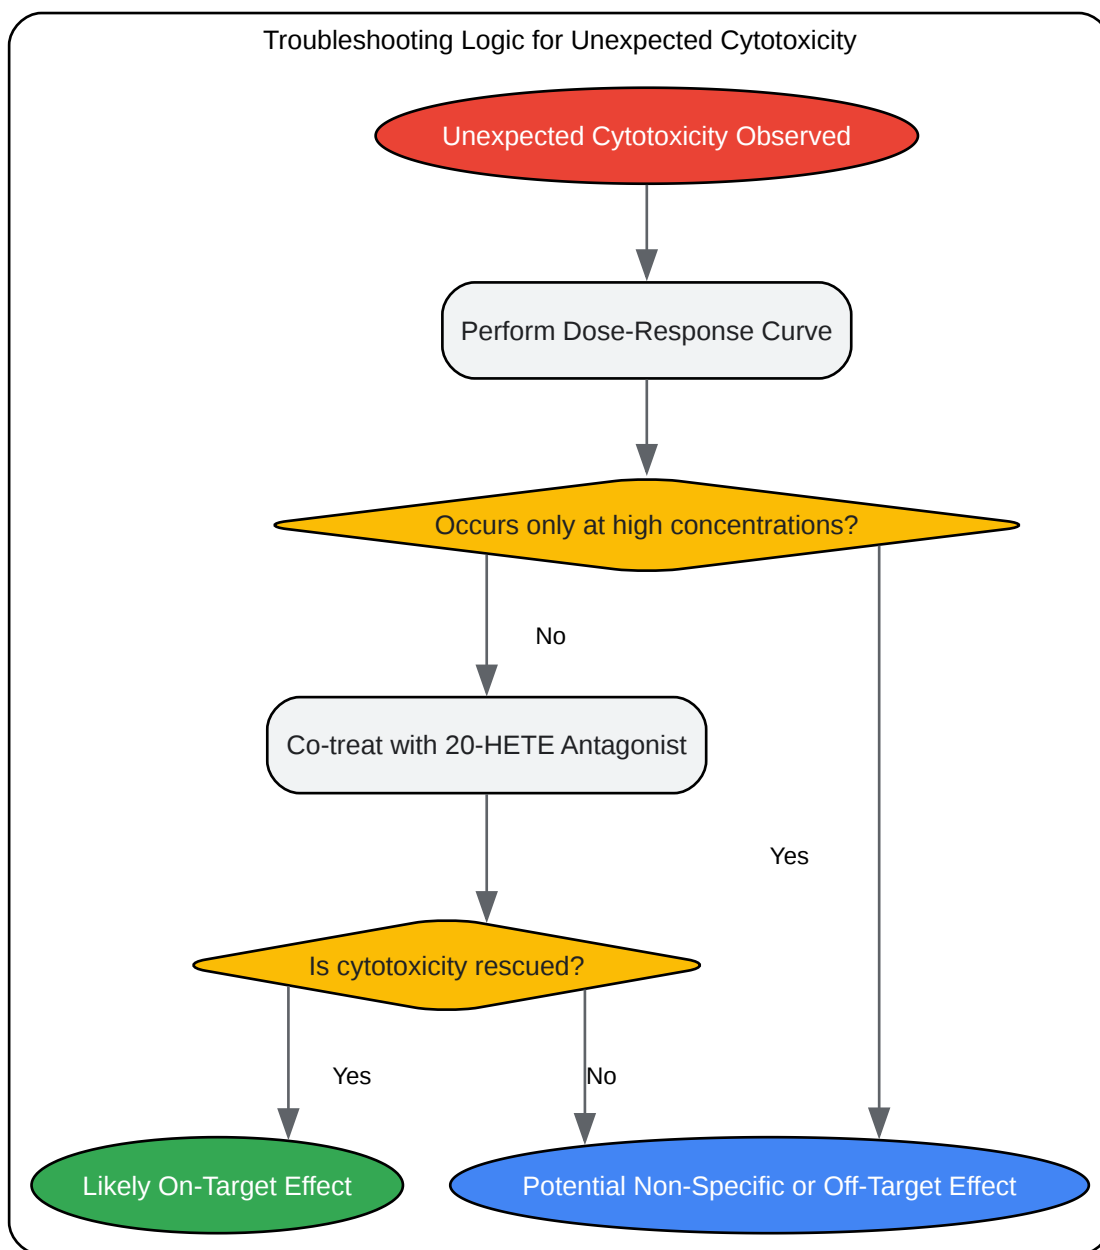 Troubleshooting Logic for Unexpected Cytotoxicity
Unexpected Cytotoxicity Observed
Perform Dose-Response Curve
Occurs only at high concentrations?
No
Co-treat with 20-HETE Antagonist
Yes
Is cytotoxicity rescued?
Yes
No
Likely On-Target Effect
Potential Non-Specific or Off-Target Effect